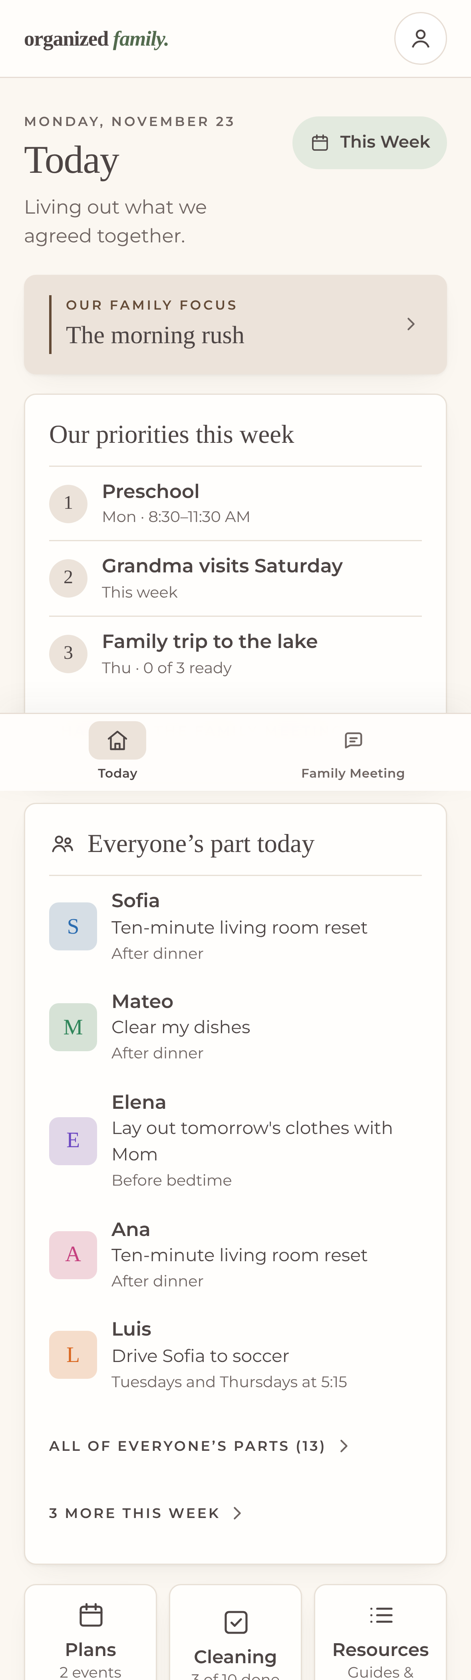 organized family.
MONDAY, NOVEMBER 23
Today
This Week
Living out what we
agreed together.
OUR FAMILY FOCUS
The morning rush
Our priorities this week
1
Preschool
Mon · 8:30–11:30 AM
2
Grandma visits Saturday
This week
3
Family trip to the lake
Thu · 0 of 3 ready
Today
Family Meeting
Everyone’s part today
S
Sofia
Ten-minute living room reset
After dinner
M
Mateo
Clear my dishes
After dinner
E
Elena
Lay out tomorrow's clothes with
Mom
Before bedtime
A
Ana
Ten-minute living room reset
After dinner
L
Luis
Drive Sofia to soccer
Tuesdays and Thursdays at 5:15
ALL OF EVERYONE’S PARTS (13)
3 MORE THIS WEEK
Plans
2 events
Cleaning
3 of 10 done
Resources
Guides &